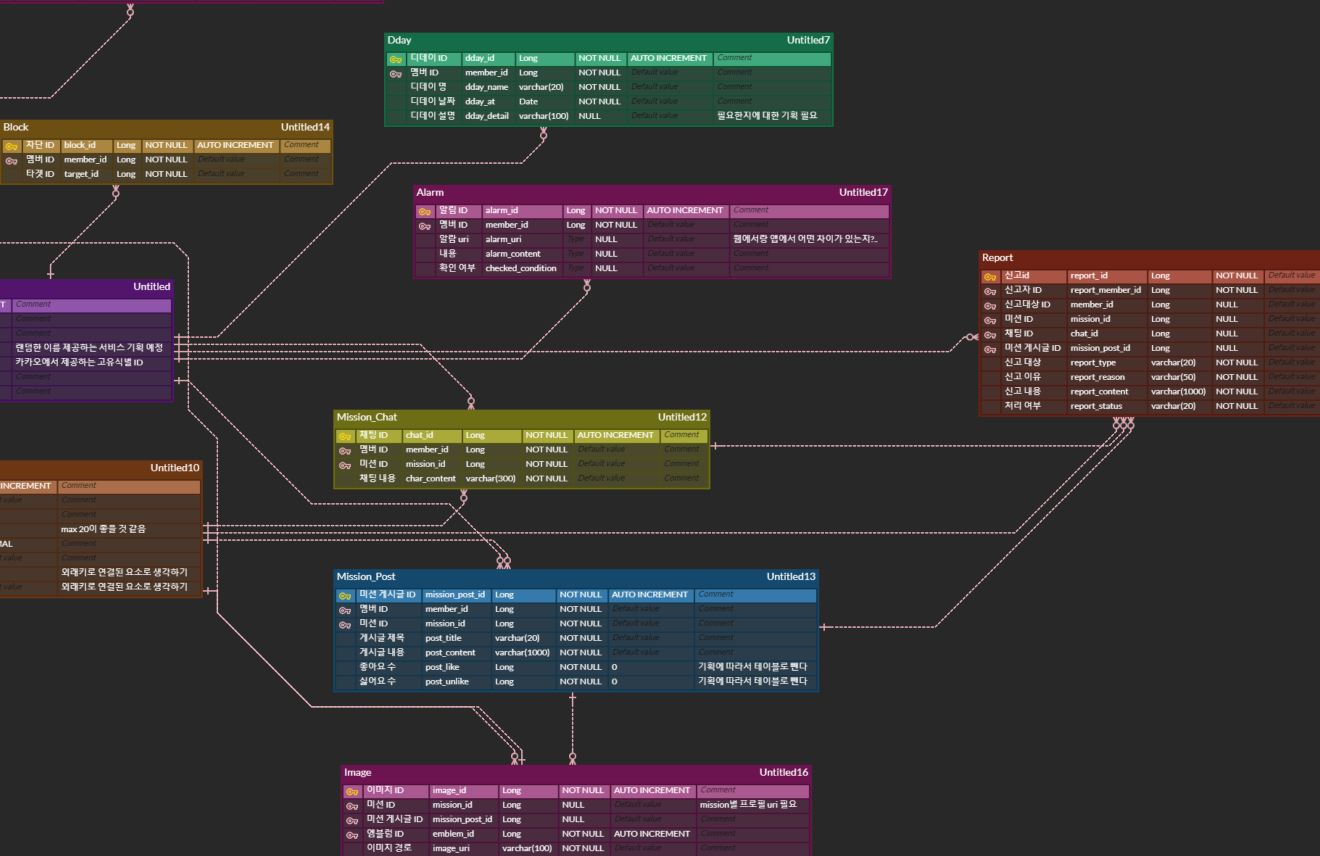 Dday Untitled7
디데이 ID dday_id Long NOT NULL AUTO INCREMENT Comment
멤버 ID member_id Long NOT NULL Default value Comment
디데이 명 dday_name varchar(20) NOT NULL Default value Comment
디데이 날짜 dday_at Date NOT NULL Default value Comment
디데이 설명 dday_detail varchar(100) NULL Default value 필요한지에 대한 기획 필요
Block Untitled14
차단 ID block_id Long NOT NULL AUTO INCREMENT Comment
멤버 ID member_id Long NOT NULL Default value Comment
타겟 ID target_id Long NOT NULL Default value Comment
Alarm Untitled17
알림 ID alarm_id Long NOT NULL AUTO INCREMENT Comment
멤버 ID member_id Long NOT NULL Default value Comment
알람 uri alarm_uri Type NULL Default value 웹에서랑 앱에서 어떤 차이가 있는지?..
내용 alarm_content Type NULL Default value Comment
확인 여부 checked_condition Type NULL Default value Comment
Report
신고id report_id Long NOT NULL Default value
신고자 ID report_member_id Long NOT NULL Default value
신고대상 ID member_id Long NULL Default value
미션 ID mission_id Long NULL Default value
채팅 ID chat_id Long NULL Default value
미션 게시글 ID mission_post_id Long NULL Default value
신고 대상 report_type varchar(20) NOT NULL Default value
신고 이유 report_reason varchar(50) NOT NULL Default value
신고 내용 report_content varchar(1000) NOT NULL Default value
처리 여부 report_status varchar(20) NOT NULL Default value
Untitled
T Comment
Comment
Comment
랜덤한 이름 제공하는 서비스 기획 예정
카카오에서 제공하는 고유식별 ID
Comment
Comment
Mission_Chat Untitled12
채팅 ID chat_id Long NOT NULL AUTO INCREMENT Comment
멤버 ID member_id Long NOT NULL Default value Comment
미션 ID mission_id Long NOT NULL Default value Comment
채팅 내용 char_content varchar(300) NOT NULL Default value Comment
Untitled10
INCREMENT Comment
t value Comment
Comment
max 20이 좋을 것 같음
MAL Comment
t value Comment
외래키로 연결된 요소로 생각하기
t value 외래키로 연결된 요소로 생각하기
Mission_Post Untitled13
미션 게시글 ID mission_post_id Long NOT NULL AUTO INCREMENT Comment
멤버 ID member_id Long NOT NULL Default value Comment
미션 ID mission_id Long NOT NULL Default value Comment
게시글 제목 post_title varchar(20) NOT NULL Default value Comment
게시글 내용 post_content varchar(1000) NOT NULL Default value Comment
좋아요 수 post_like Long NOT NULL 0 기획에 따라서 테이블로 뺀다
싫어요 수 post_unlike Long NOT NULL 0 기획에 따라서 테이블로 뺀다
Image Untitled16
이미지 ID image_id Long NOT NULL AUTO INCREMENT Comment
미션 ID mission_id Long NULL Default value mission별 프로필 uri 필요
미션 게시글 ID mission_post_id Long NULL Default value Comment
엠블럼 ID emblem_id Long NOT NULL AUTO INCREMENT Comment
이미지 경로 image_uri varchar(100) NOT NULL Default value Comment